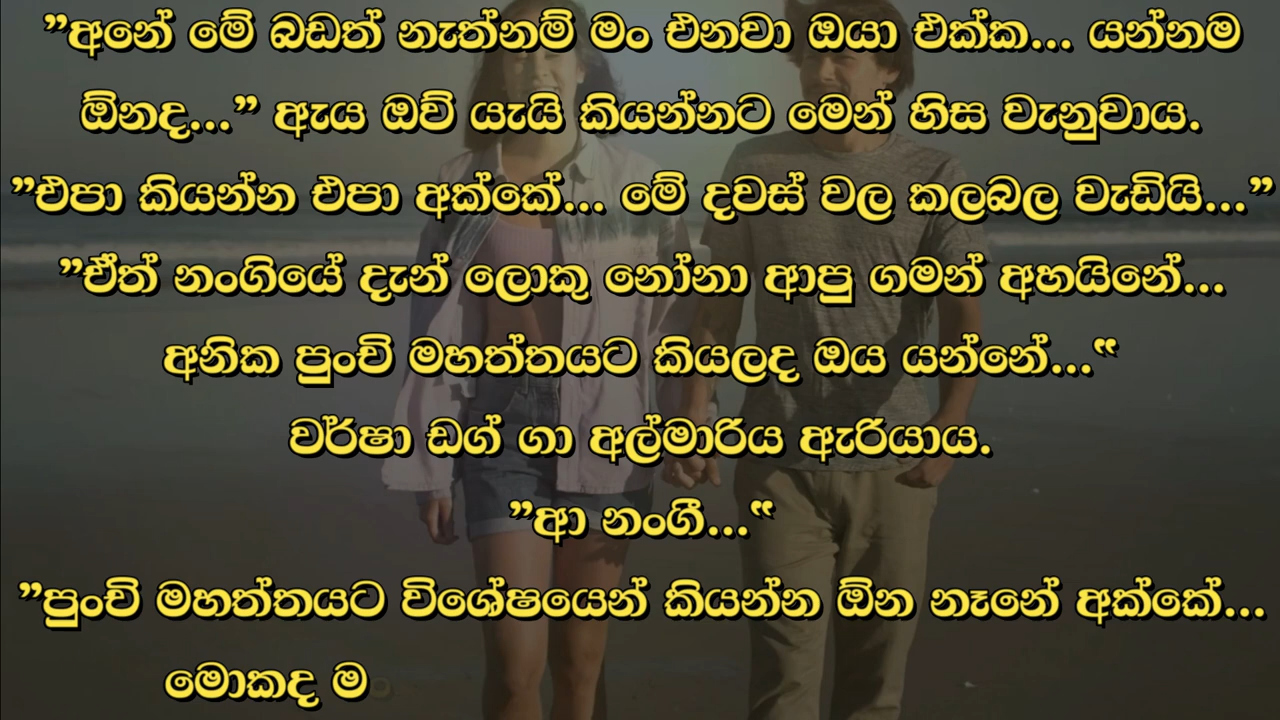 ”අනේ මේ බඩත් නැත්නම් මං එනවා ඔයා එක්ක... යන්නම
ඕනද...” ඇය ඔව් යැයි කියන්නට මෙන් හිස වැනුවාය.
”එපා කියන්න එපා අක්කේ... මේ දවස් වල කලබල වැඩියි...”
”ඒත් නංගියේ දැන් ලොකු නෝනා ආපු ගමන් අහයිනේ...
අනික පුංචි මහත්තයට කියලද ඔය යන්නේ...“
වර්ෂා ඩග් ගා අල්මාරිය ඇරියාය.
”ආ නංගී...“
”පුංචි මහත්තයට විශේෂයෙන් කියන්න ඕන නෑනේ අක්කේ...
මොකද ම